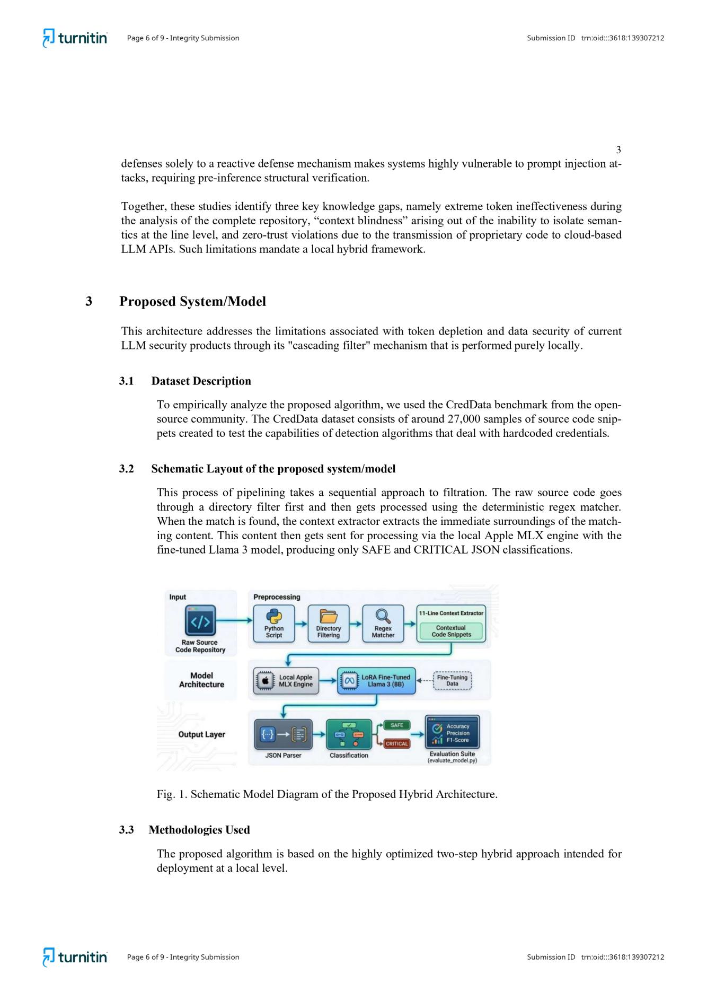 turnitin
Page 6 of 9 - Integrity Submission
Submission ID trn:oid:::3618:139307212
3
defenses solely to a reactive defense mechanism makes systems highly vulnerable to prompt injection at-
tacks, requiring pre-inference structural verification.
Together, these studies identify three key knowledge gaps, namely extreme token ineffectiveness during
the analysis of the complete repository, “context blindness” arising out of the inability to isolate seman-
tics at the line level, and zero-trust violations due to the transmission of proprietary code to cloud-based
LLM APIs. Such limitations mandate a local hybrid framework.
3 Proposed System/Model
This architecture addresses the limitations associated with token depletion and data security of current
LLM security products through its "cascading filter" mechanism that is performed purely locally.
3.1 Dataset Description
To empirically analyze the proposed algorithm, we used the CredData benchmark from the open-
source community. The CredData dataset consists of around 27,000 samples of source code snip-
pets created to test the capabilities of detection algorithms that deal with hardcoded credentials.
3.2 Schematic Layout of the proposed system/model
This process of pipelining takes a sequential approach to filtration. The raw source code goes
through a directory filter first and then gets processed using the deterministic regex matcher.
When the match is found, the context extractor extracts the immediate surroundings of the match-
ing content. This content then gets sent for processing via the local Apple MLX engine with the
fine-tuned Llama 3 model, producing only SAFE and CRITICAL JSON classifications.
Input
</>
Raw Source
Code Repository
Preprocessing
Python
Script
Directory
Filtering
Regex
Matcher
11-Line Context Extractor
Contextual
Code Snippets
Model
Architecture
Local Apple
MLX Engine
LoRA Fine-Tuned
Llama 3 (8B)
Fine-Tuning
Data
Output Layer
{...}
JSON Parser
Classification
SAFE
CRITICAL
Accuracy
Precision
F1-Score
Evaluation Suite
(evaluate_model.py)
Fig. 1. Schematic Model Diagram of the Proposed Hybrid Architecture.
3.3 Methodologies Used
The proposed algorithm is based on the highly optimized two-step hybrid approach intended for
deployment at a local level.
turnitin
Page 6 of 9 - Integrity Submission
Submission ID trn:oid:::3618:139307212